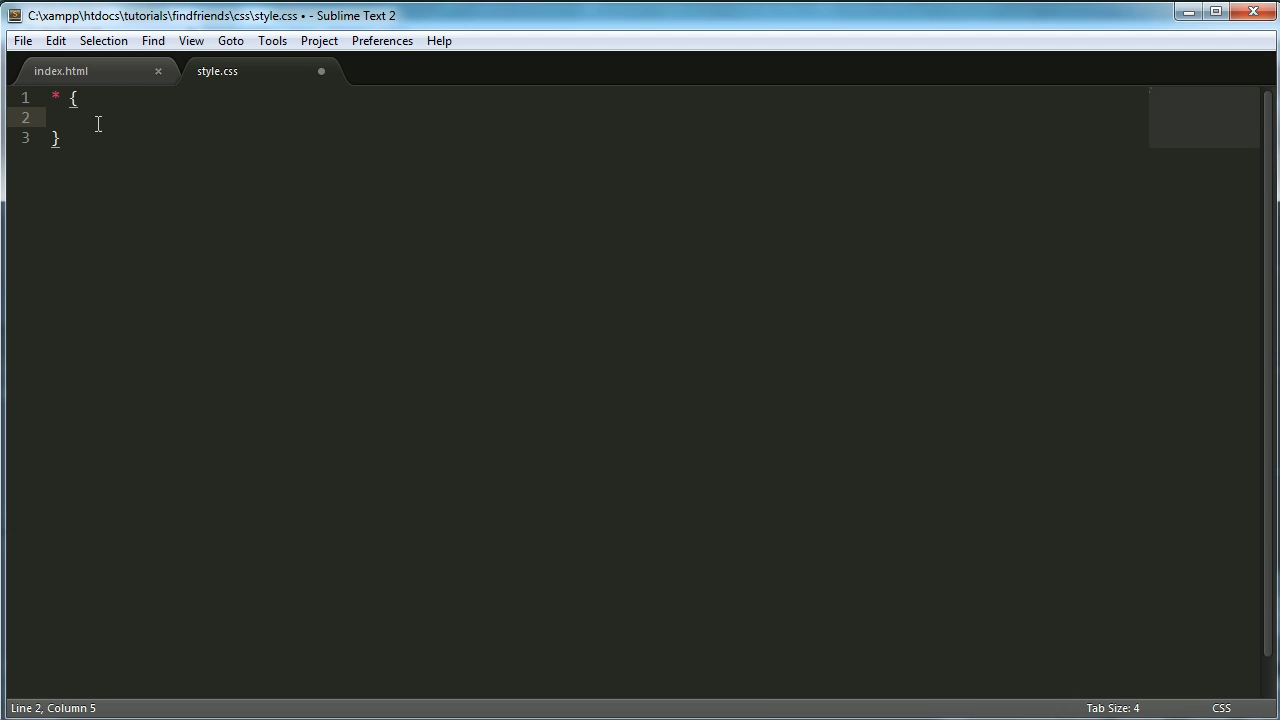 C:\xampp\htdocs\tutorials\findfriends\css\style.css • - Sublime Text 2
File Edit Selection Find View Goto Tools Project Preferences Help
index.html × style.css
1 * {
2
3 }
Line 2, Column 5 Tab Size: 4 CSS